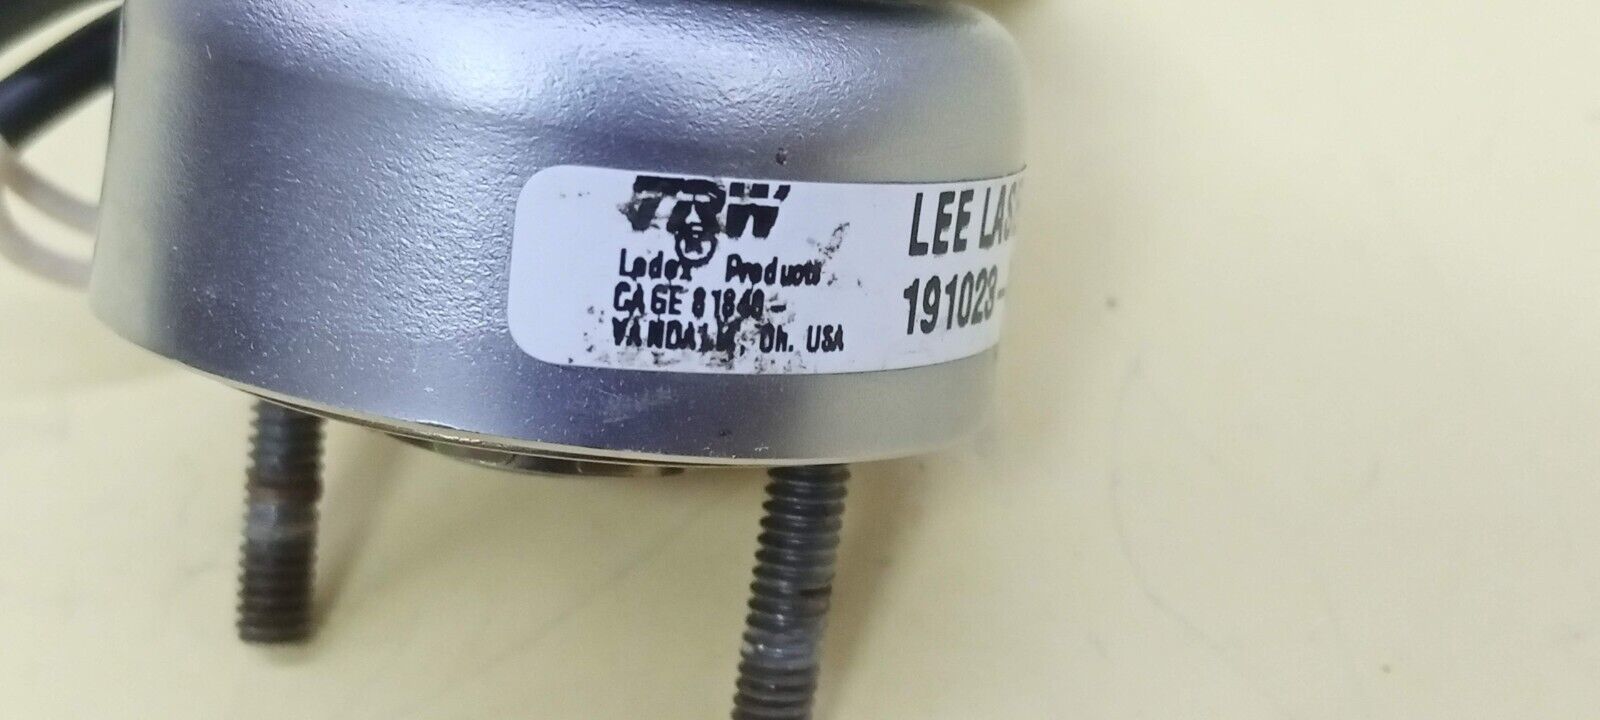 TRW
Ledex Products
CAGE 81840-
VANDALIA, Oh. USA
LEE LAS
191023-